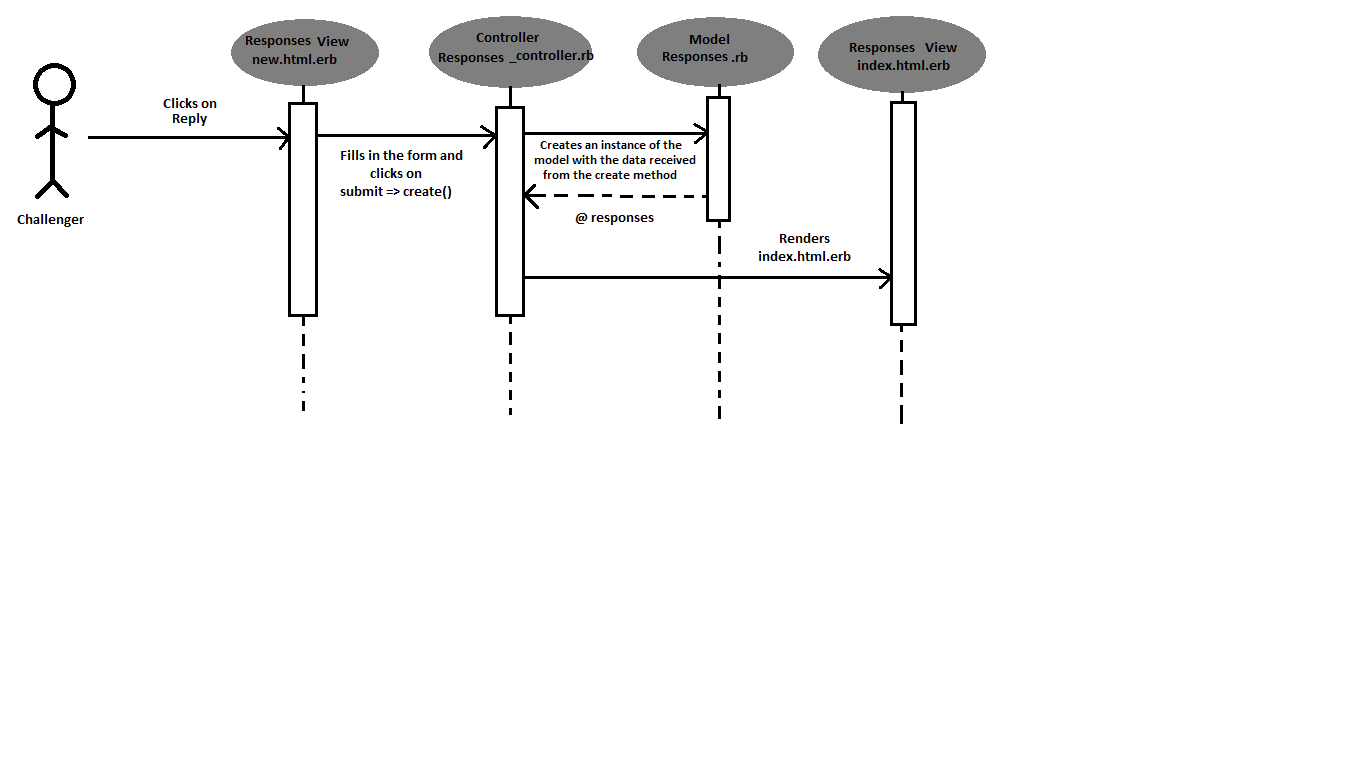 Responses View
new.html.erb
Controller
Responses _controller.rb
Model
Responses .rb
Responses View
index.html.erb
Clicks on
Reply
Fills in the form and
clicks on
submit => create()
Creates an instance of the
model with the data received
from the create method
@ responses
Challenger
Renders
index.html.erb